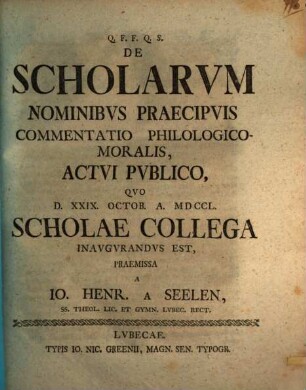 Q. F. F. Q. S.
DE
SCHOLARVM
NOMINIBVS PRAECIPVIS
COMMENTATIO PHILOLOGICO-
MORALIS,
ACTVI PVBLICO,
QVO
D. XXIX. OCTOR A. MDCCL.
SCHOLAE COLLEGA
INAVGVRANDVS EST,
PRAEMISSA
A
IO. HENR. A SEELEN,
SS. THEOL. LIC. ET GYMN. LVBEC. RECT.
LVBECAE.
TYPIS IO. NIC. GREENII, MAGN. SEN. TYPOGR.